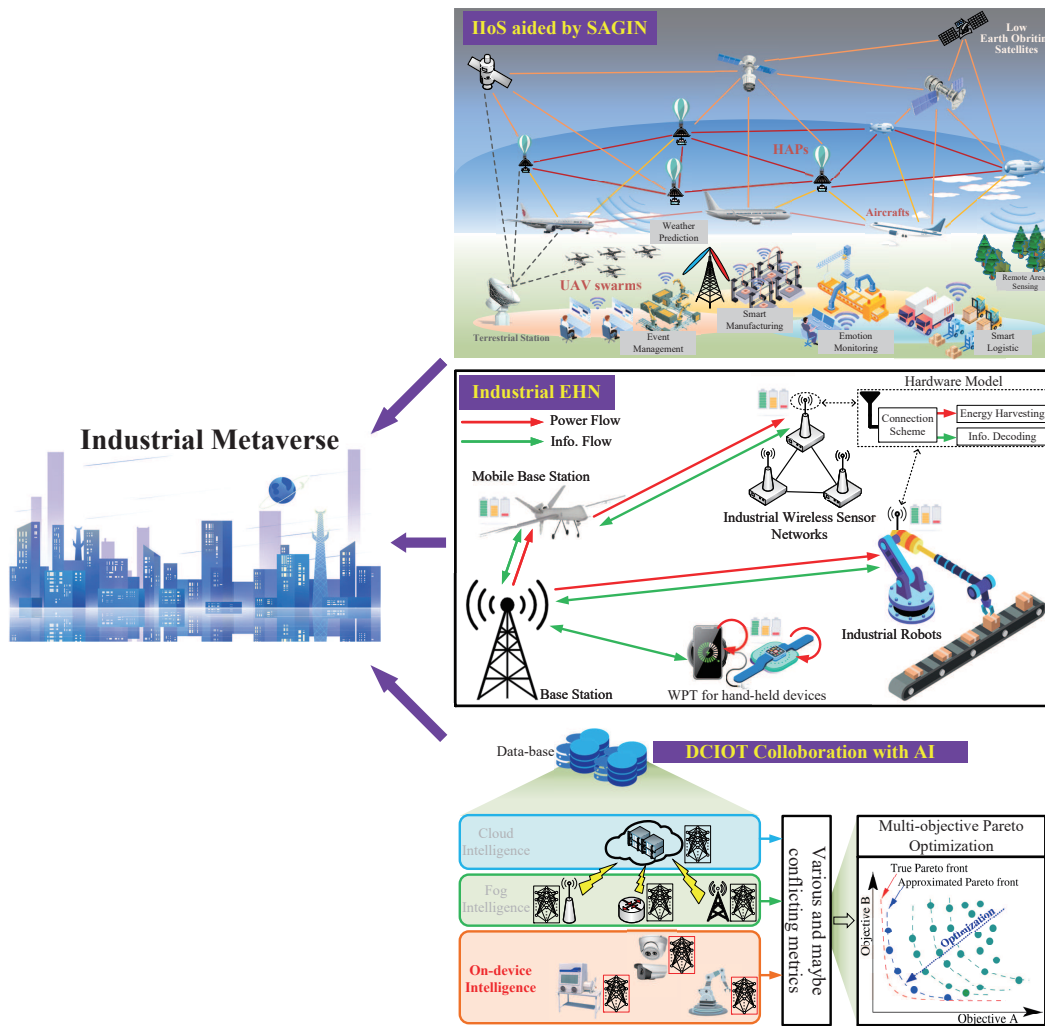 IIoS aided by SAGIN
Low
Earth Obriting
Satellites
HAPs
Aircrafts
Weather
Prediction
UAV swarms
Remote Area
Sensing
Smart
Manufacturing
Terrestrial Station
Event
Management
Emotion
Monitoring
Smart
Logistic
Industrial Metaverse
Industrial EHN
Power Flow
Info. Flow
Hardware Model
Connection
Scheme
Energy Harvesting
Info. Decoding
Mobile Base Station
Industrial Wireless Sensor
Networks
Industrial Robots
Base Station
WPT for hand-held devices
Data-base
DCIOT Colloboration with AI
Cloud
Intelligence
Fog
Intelligence
On-device
Intelligence
Various and maybe
conflicting metrics
Multi-objective Pareto
Optimization
True Pareto front
Approximated Pareto front
Optimization
Objective B
Objective A